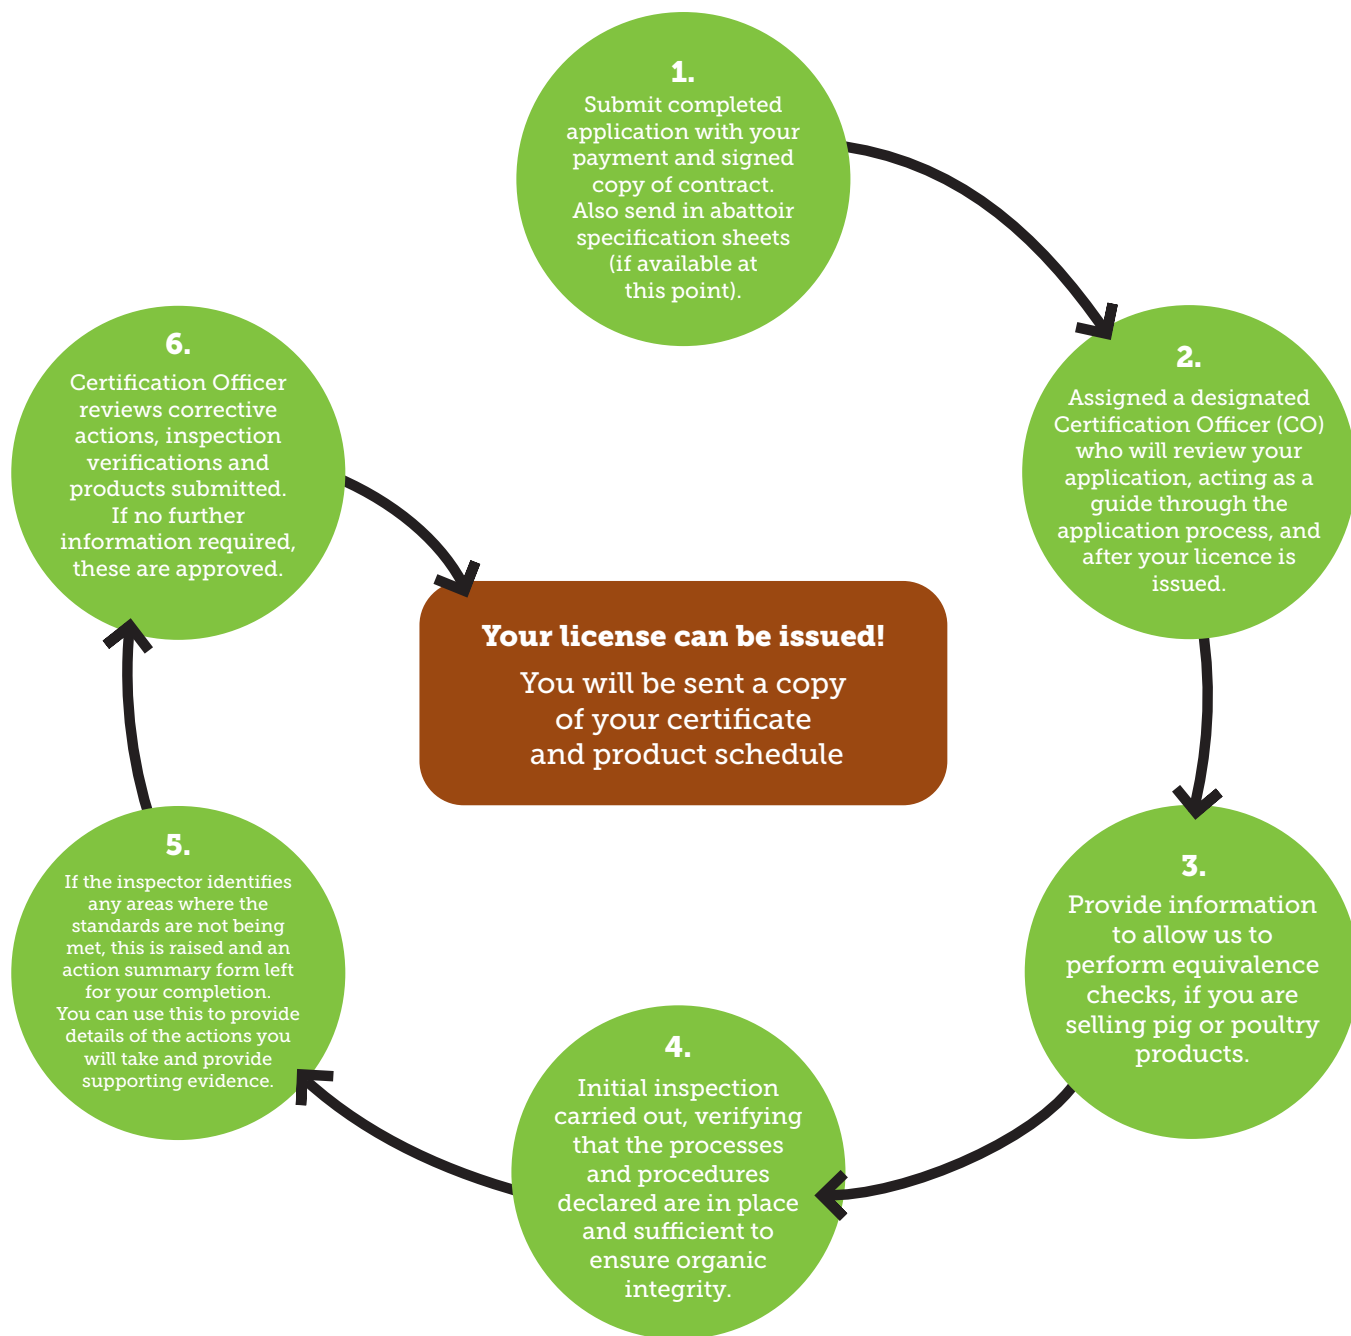 1.
Submit completed
application with your
payment and signed
copy of contract.
Also send in abattoir
specification sheets
(if available at
this point).
2.
Assigned a designated
Certification Officer (CO)
who will review your
application, acting as a
guide through the
application process, and
after your licence is
issued.
3.
Provide information
to allow us to
perform equivalence
checks, if you are
selling pig or poultry
products.
4.
Initial inspection
carried out, verifying
that the processes
and procedures
declared are in place
and sufficient to
ensure organic
integrity.
5.
If the inspector identifies
any areas where the
standards are not being
met, this is raised and an
action summary form left
for your completion.
You can use this to provide
details of the actions you
will take and provide
supporting evidence.
6.
Certification Officer
reviews corrective
actions, inspection
verifications and
products submitted.
If no further
information required,
these are approved.
Your license can be issued!
You will be sent a copy
of your certificate
and product schedule